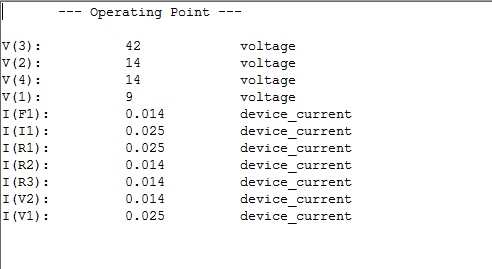 --- Operating Point ---
V(3): 42 voltage
V(2): 14 voltage
V(4): 14 voltage
V(1): 9 voltage
I(F1): 0.014 device_current
I(I1): 0.025 device_current
I(R1): 0.025 device_current
I(R2): 0.014 device_current
I(R3): 0.014 device_current
I(V2): 0.014 device_current
I(V1): 0.025 device_current